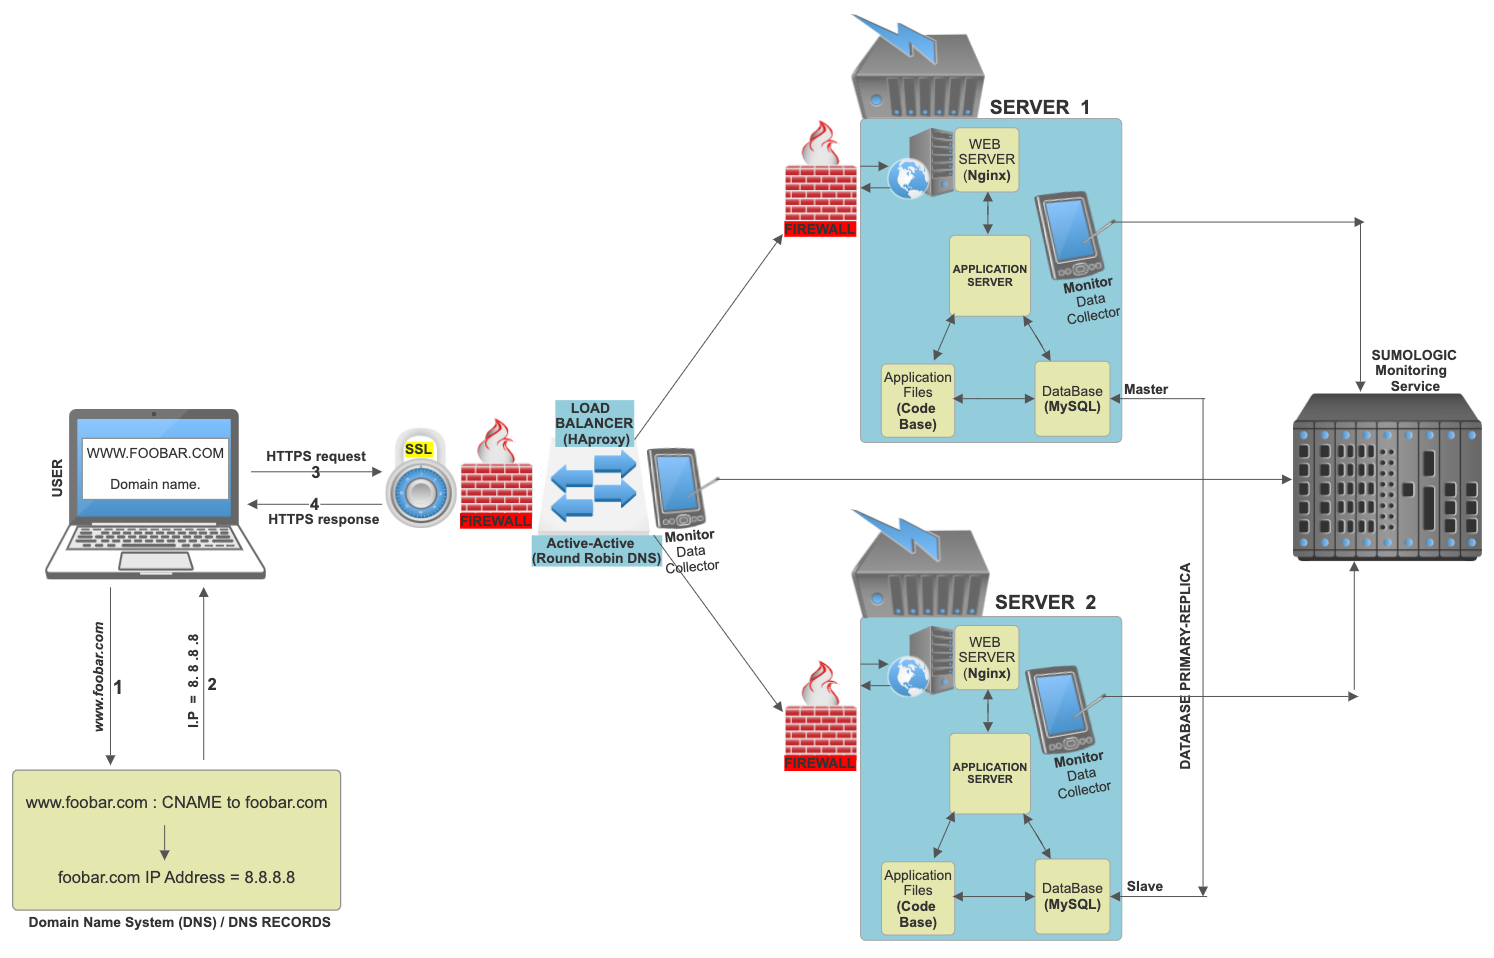 SERVER  1
WEB
SERVER
(Nginx)
FIREWALL
APPLICATION
SERVER
Monitor
Data
Collector
Application
Files
(Code
Base)
DataBase
(MySQL)
Master
SUMOLOGIC
Monitoring
Service
USER
WWW.FOOBAR.COM
Domain name.
HTTPS request
3
4
HTTPS response
SSL
FIREWALL
LOAD
BALANCER
(HAproxy)
Active-Active
(Round Robin DNS)
Monitor
Data
Collector
DATABASE PRIMARY-REPLICA
SERVER  2
WEB
SERVER
(Nginx)
FIREWALL
APPLICATION
SERVER
Monitor
Data
Collector
Application
Files
(Code
Base)
DataBase
(MySQL)
Slave
www.foobar.com
1
I.P = 8. 8 .8 .8
2
www.foobar.com : CNAME to foobar.com
foobar.com IP Address = 8.8.8.8
Domain Name System (DNS) / DNS RECORDS